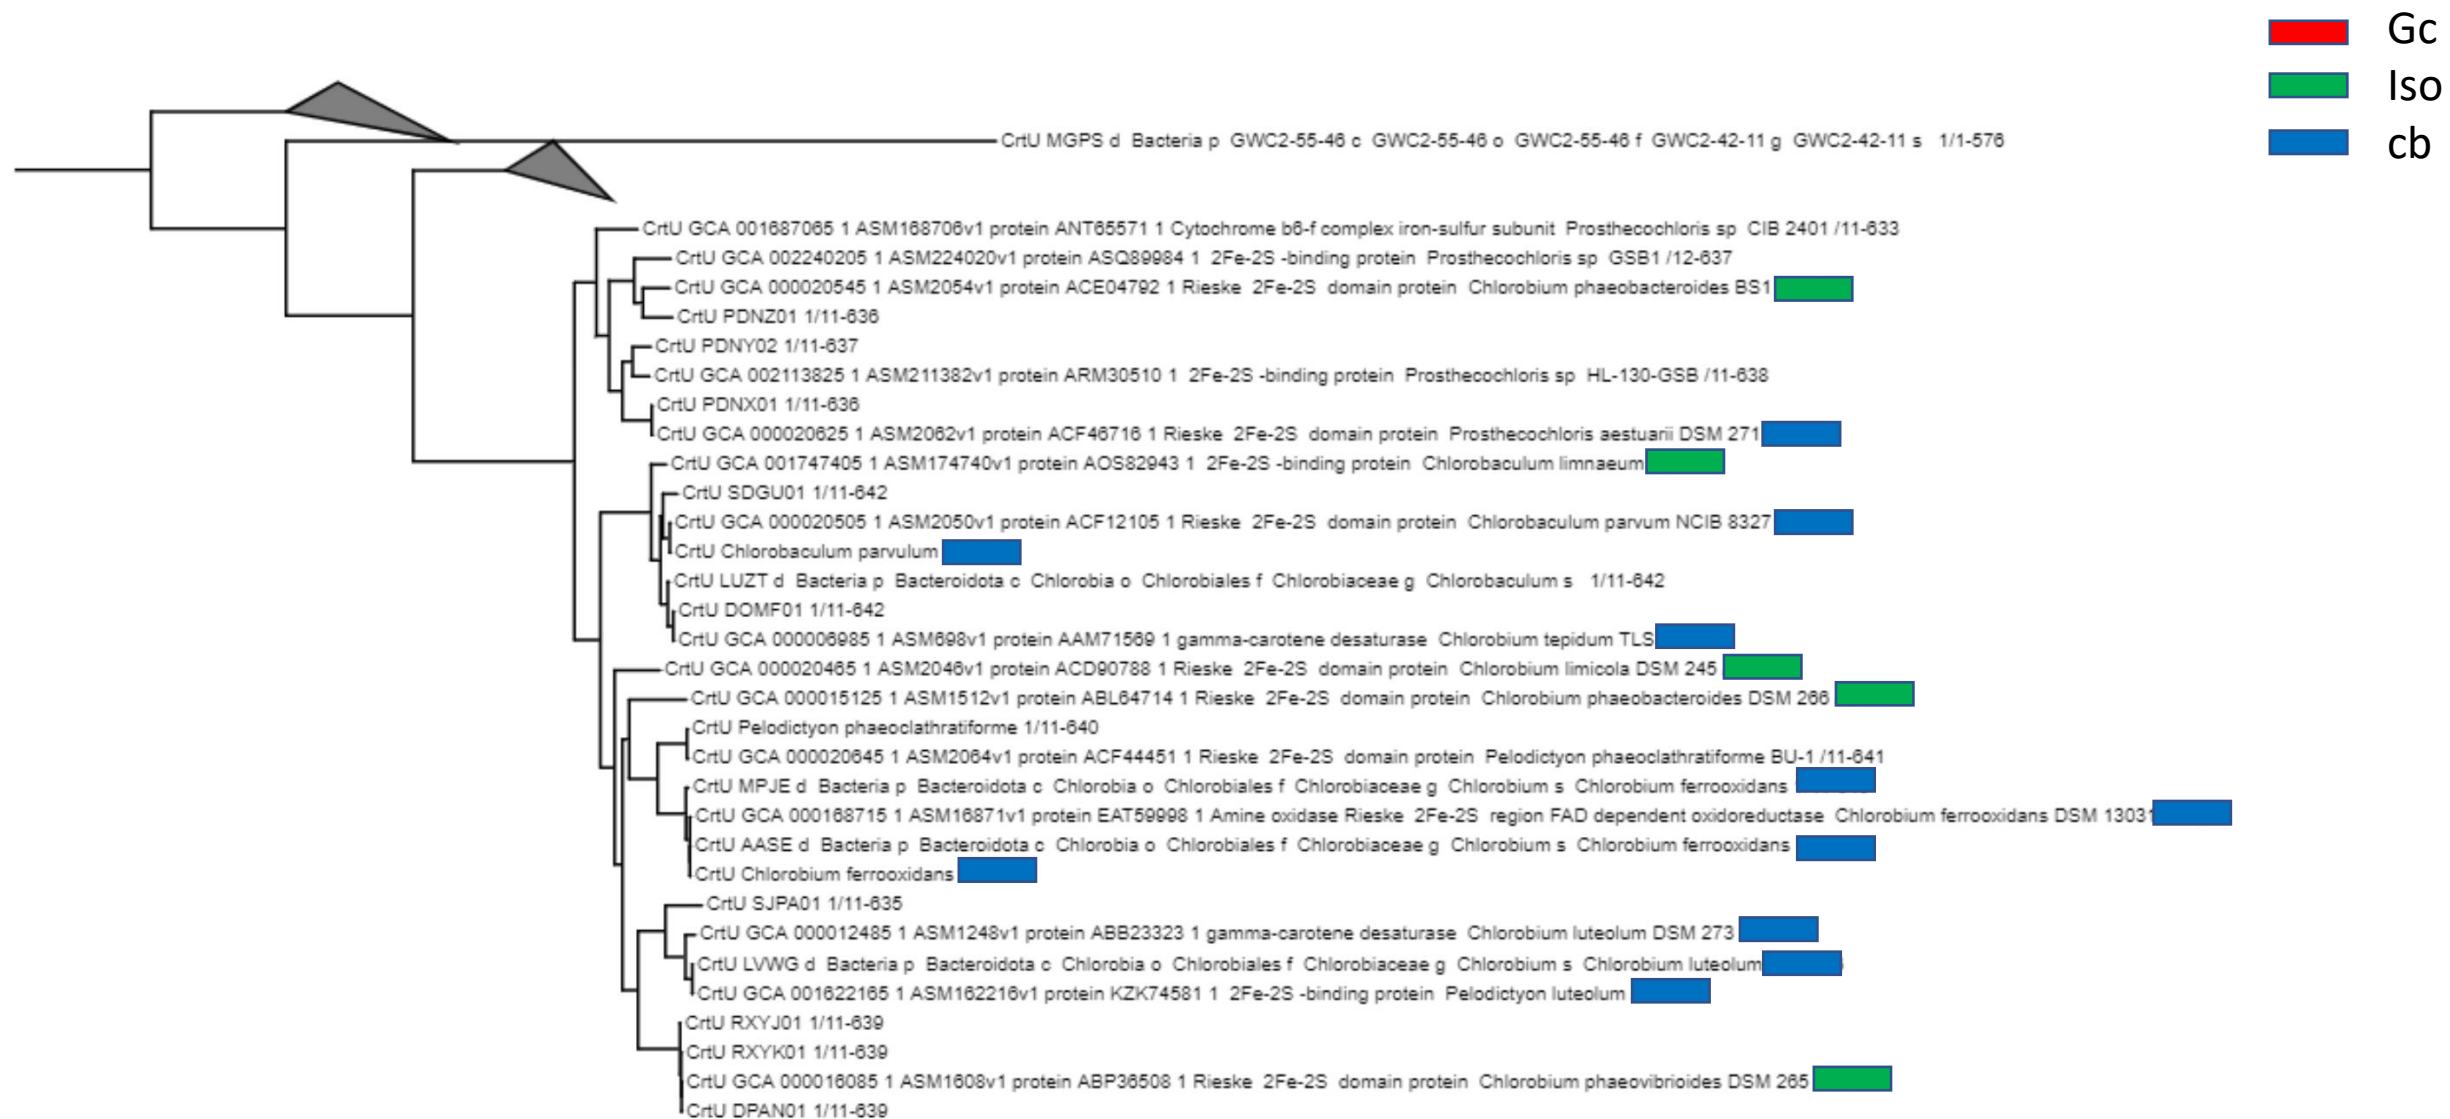 Gc
Iso
cb
CrtU MGPS d Bacteria p GWC2-55-46 c GWC2-55-46 o GWC2-55-46 f GWC2-42-11 g GWC2-42-11 s 1/1-576
CrtU GCA 001687065 1 ASM168706v1 protein ANT65571 1 Cytochrome b6-f complex iron-sulfur subunit Prosthecochloris sp CIB 2401 /11-633
CrtU GCA 002240205 1 ASM224020v1 protein ASQ89984 1 2Fe-2S -binding protein Prosthecochloris sp GSB1 /12-637
CrtU GCA 000020545 1 ASM2054v1 protein ACE04792 1 Rieske 2Fe-2S domain protein Chlorobium phaeobacteroides BS1
CrtU PDNZ01 1/11-636
CrtU PDNY02 1/11-637
CrtU GCA 002113825 1 ASM211382v1 protein ARM30510 1 2Fe-2S -binding protein Prosthecochloris sp HL-130-GSB /11-638
CrtU PDNX01 1/11-636
CrtU GCA 000020625 1 ASM2062v1 protein ACF46716 1 Rieske 2Fe-2S domain protein Prosthecochloris aestuarii DSM 271
CrtU GCA 001747405 1 ASM174740v1 protein AOS82943 1 2Fe-2S -binding protein Chlorobaculum limnaeum
CrtU SDGU01 1/11-642
CrtU GCA 000020505 1 ASM2050v1 protein ACF12105 1 Rieske 2Fe-2S domain protein Chlorobaculum parvum NCIB 8327
CrtU Chlorobaculum parvulum
CrtU LUZT d Bacteria p Bacteroidota c Chlorobia o Chlorobiales f Chlorobiaceae g Chlorobaculum s 1/11-642
CrtU DOMF01 1/11-642
CrtU GCA 000006985 1 ASM698v1 protein AAM71569 1 gamma-carotene desaturase Chlorobium tepidum TLS
CrtU GCA 000020465 1 ASM2046v1 protein ACD90788 1 Rieske 2Fe-2S domain protein Chlorobium limicola DSM 245
CrtU GCA 000015125 1 ASM1512v1 protein ABL64714 1 Rieske 2Fe-2S domain protein Chlorobium phaeobacteroides DSM 266
CrtU Pelodictyon phaeoclathratiforme 1/11-640
CrtU GCA 000020645 1 ASM2064v1 protein ACF44451 1 Rieske 2Fe-2S domain protein Pelodictyon phaeoclathratiforme BU-1 /11-641
CrtU MPJE d Bacteria p Bacteroidota c Chlorobia o Chlorobiales f Chlorobiaceae g Chlorobium s Chlorobium ferrooxidans
CrtU GCA 000168715 1 ASM16871v1 protein EAT59998 1 Amine oxidase Rieske 2Fe-2S region FAD dependent oxidoreductase Chlorobium ferrooxidans DSM 13031
CrtU AASE d Bacteria p Bacteroidota c Chlorobia o Chlorobiales f Chlorobiaceae g Chlorobium s Chlorobium ferrooxidans
CrtU Chlorobium ferrooxidans
CrtU SJPA01 1/11-635
CrtU GCA 000012485 1 ASM1248v1 protein ABB23323 1 gamma-carotene desaturase Chlorobium luteolum DSM 273
CrtU LVWG d Bacteria p Bacteroidota c Chlorobia o Chlorobiales f Chlorobiaceae g Chlorobium s Chlorobium luteolum
CrtU GCA 001622165 1 ASM162216v1 protein KZK74581 1 2Fe-2S -binding protein Pelodictyon luteolum
CrtU RXYJ01 1/11-639
CrtU RXYK01 1/11-639
CrtU GCA 000016085 1 ASM1608v1 protein ABP36508 1 Rieske 2Fe-2S domain protein Chlorobium phaeovibrioides DSM 265
CrtU DPAN01 1/11-639